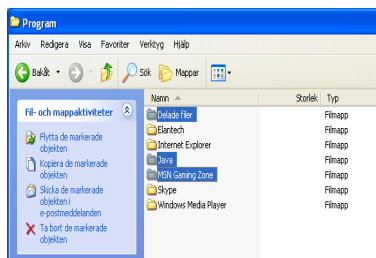 Program
Arkiv Redigera Visa Favoriter Verktyg Hjälp
Bakåt Sök Mappar
Namn Storlek Typ
Fil- och mappaktiviteter
Flytta de markerade objekten
Kopiera de markerade objekten
Skicka de markerade objekten i e-postmeddelanden
Ta bort de markerade objekten
Delade filer Filmapp
Elantech Filmapp
Internet Explorer Filmapp
Java Filmapp
MSN Gaming Zone Filmapp
Skype Filmapp
Windows Media Player Filmapp